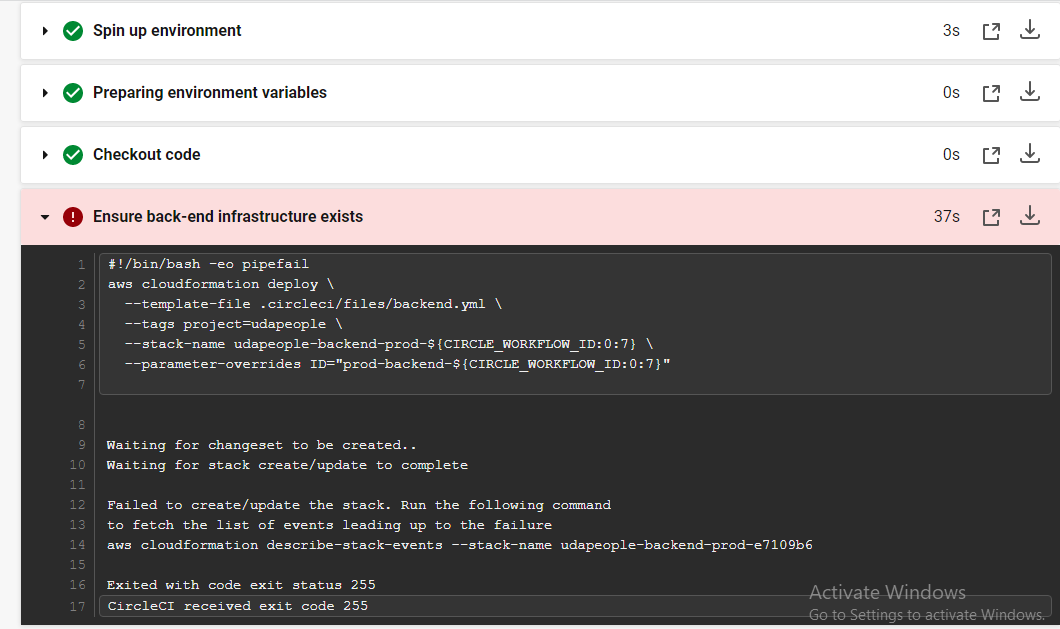 Spin up environment 3s
Preparing environment variables 0s
Checkout code 0s
Ensure back-end infrastructure exists 37s
1 #!/bin/bash -eo pipefail
2 aws cloudformation deploy \
3 --template-file .circleci/files/backend.yml \
4 --tags project=udapeople \
5 --stack-name udapeople-backend-prod-${CIRCLE_WORKFLOW_ID:0:7} \
6 --parameter-overrides ID="prod-backend-${CIRCLE_WORKFLOW_ID:0:7}"
7
8
9 Waiting for changeset to be created..
10 Waiting for stack create/update to complete
11
12 Failed to create/update the stack. Run the following command
13 to fetch the list of events leading up to the failure
14 aws cloudformation describe-stack-events --stack-name udapeople-backend-prod-e7109b6
15
16 Exited with code exit status 255
17 CircleCI received exit code 255
Activate Windows
Go to Settings to activate Windows.